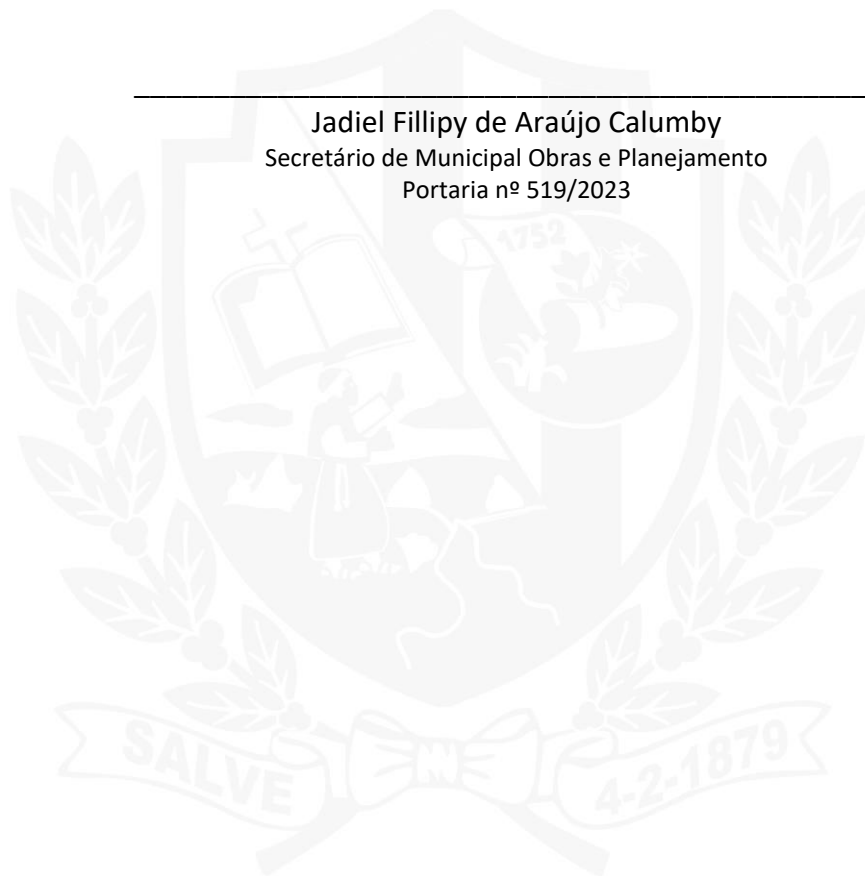 Jadiel Fillipy de Araújo Calumby
Secretário de Municipal Obras e Planejamento
Portaria nº 519/2023
1752
SALVE
4-2-1879